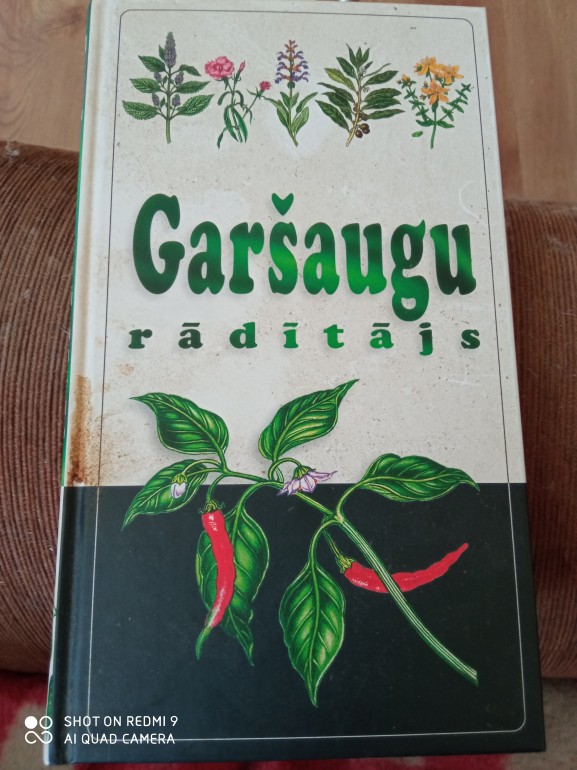 Garšaugu
rādītājs
SHOT ON REDMI 9
AI QUAD CAMERA